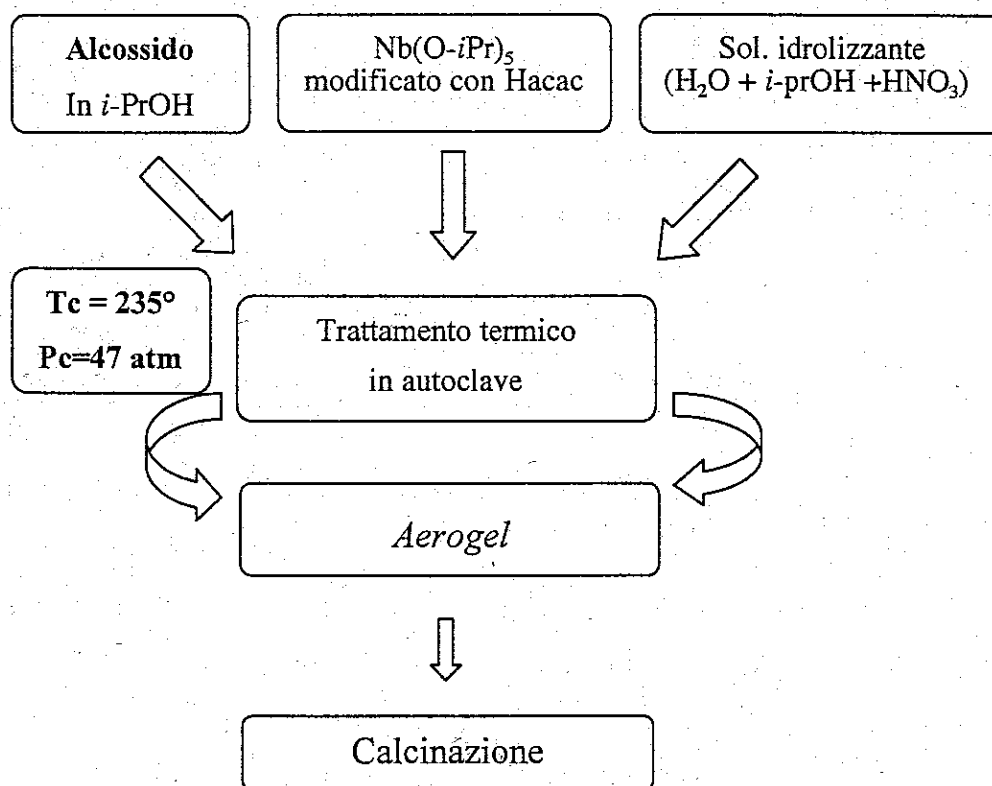 Alcossido
In i-PrOH
Nb(O-iPr)₅
modificato con Hacac
Sol. idrolizzante
(H₂O + i-prOH +HNO₃)
Tc = 235°
Pc=47 atm
Trattamento termico
in autoclave
Aerogel
Calcinazione